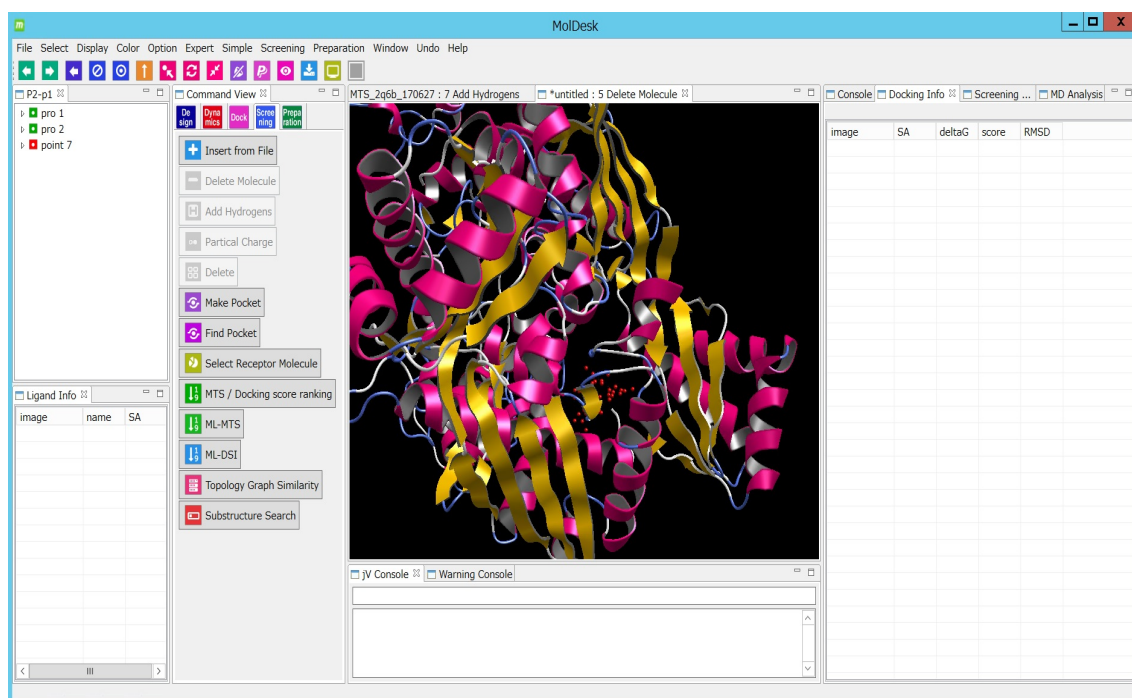 m
MolDesk
X
File Select Display Color Option Expert Simple Screening Preparation Window Undo Help
P2-p1
Command View
MTS_2q6b_170627 : 7 Add Hydrogens
*untitled : 5 Delete Molecule
Console
Docking Info
Screening ...
MD Analysis
pro 1
pro 2
point 7
De
sign
Dyna
mics
Dock
Scree
ning
Prepa
ration
Insert from File
Delete Molecule
Add Hydrogens
Partical Charge
Delete
Make Pocket
Find Pocket
Select Receptor Molecule
MTS / Docking score ranking
ML-MTS
ML-DSI
Topology Graph Similarity
Substructure Search
image SA deltaG score RMSD
Ligand Info
image name SA
jV Console
Warning Console